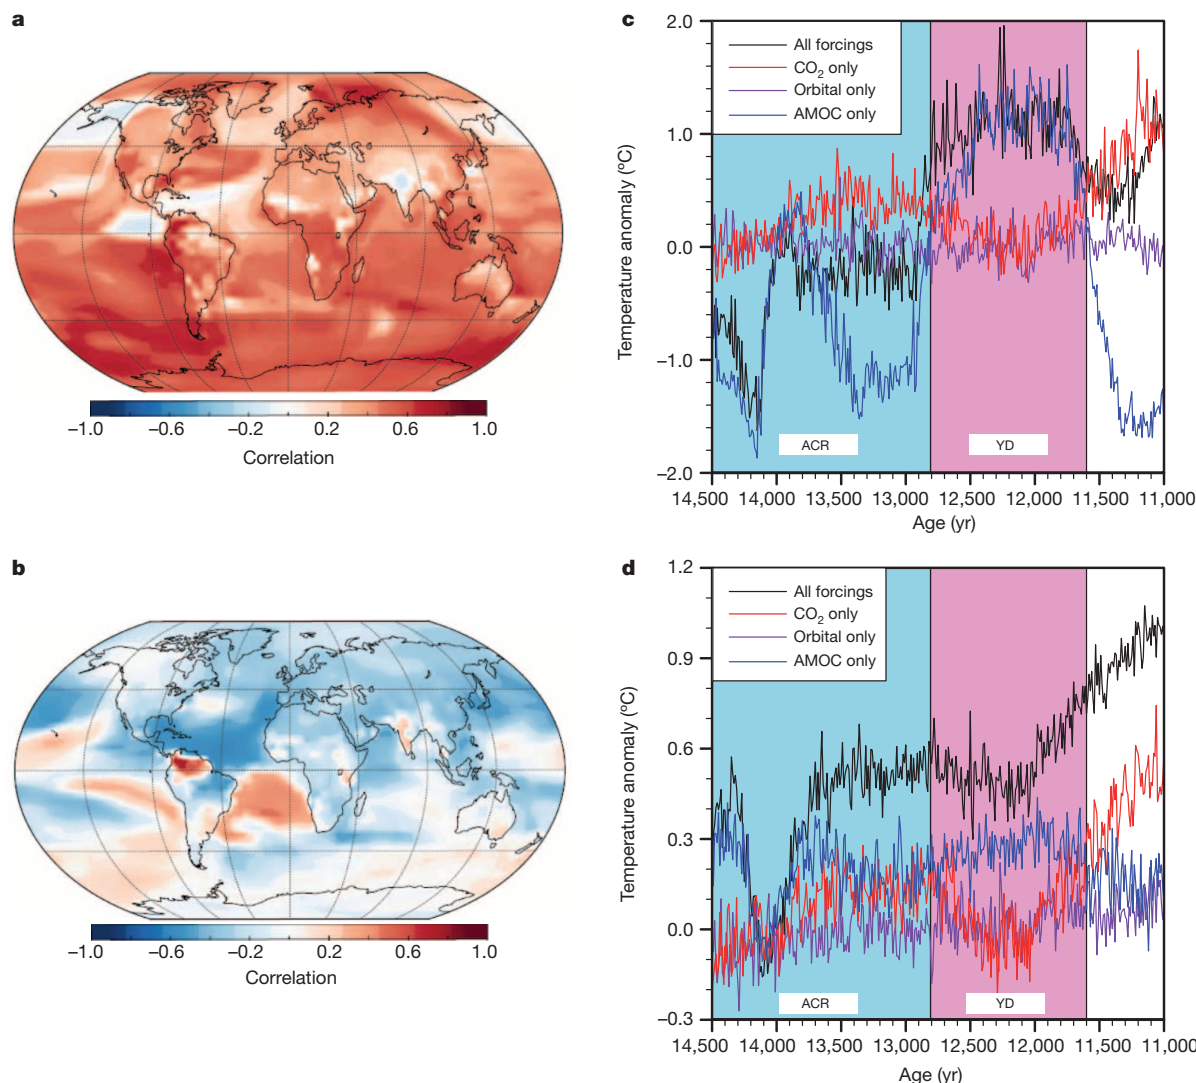 a
−1.0 −0.6 −0.2 0.2 0.6 1.0
Correlation
b
−1.0 −0.6 −0.2 0.2 0.6 1.0
Correlation
c
2.0
1.0
0.0
−1.0
−2.0
Temperature anomaly (°C)
All forcings
CO2 only
Orbital only
AMOC only
ACR
YD
14,500 14,000 13,500 13,000 12,500 12,000 11,500 11,000
Age (yr)
d
1.2
0.9
0.6
0.3
0.0
−0.3
Temperature anomaly (°C)
All forcings
CO2 only
Orbital only
AMOC only
ACR
YD
14,500 14,000 13,500 13,000 12,500 12,000 11,500 11,000
Age (yr)